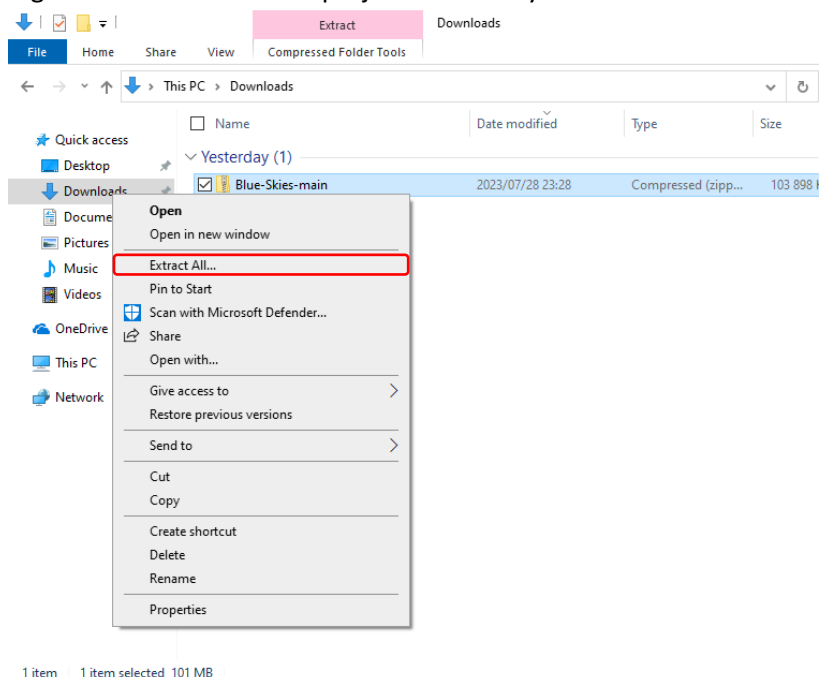 Extract
Downloads
File Home Share View Compressed Folder Tools
This PC > Downloads
Name Date modified Type Size
Quick access
Yesterday (1)
Desktop
Downloads
Blue-Skies-main 2023/07/28 23:28 Compressed (zipp... 103 898
Docume
Pictures
Music
Videos
OneDrive
This PC
Network
Open
Open in new window
Extract All...
Pin to Start
Scan with Microsoft Defender...
Share
Open with...
Give access to
Restore previous versions
Send to
Cut
Copy
Create shortcut
Delete
Rename
Properties
1 item 1 item selected 101 MB